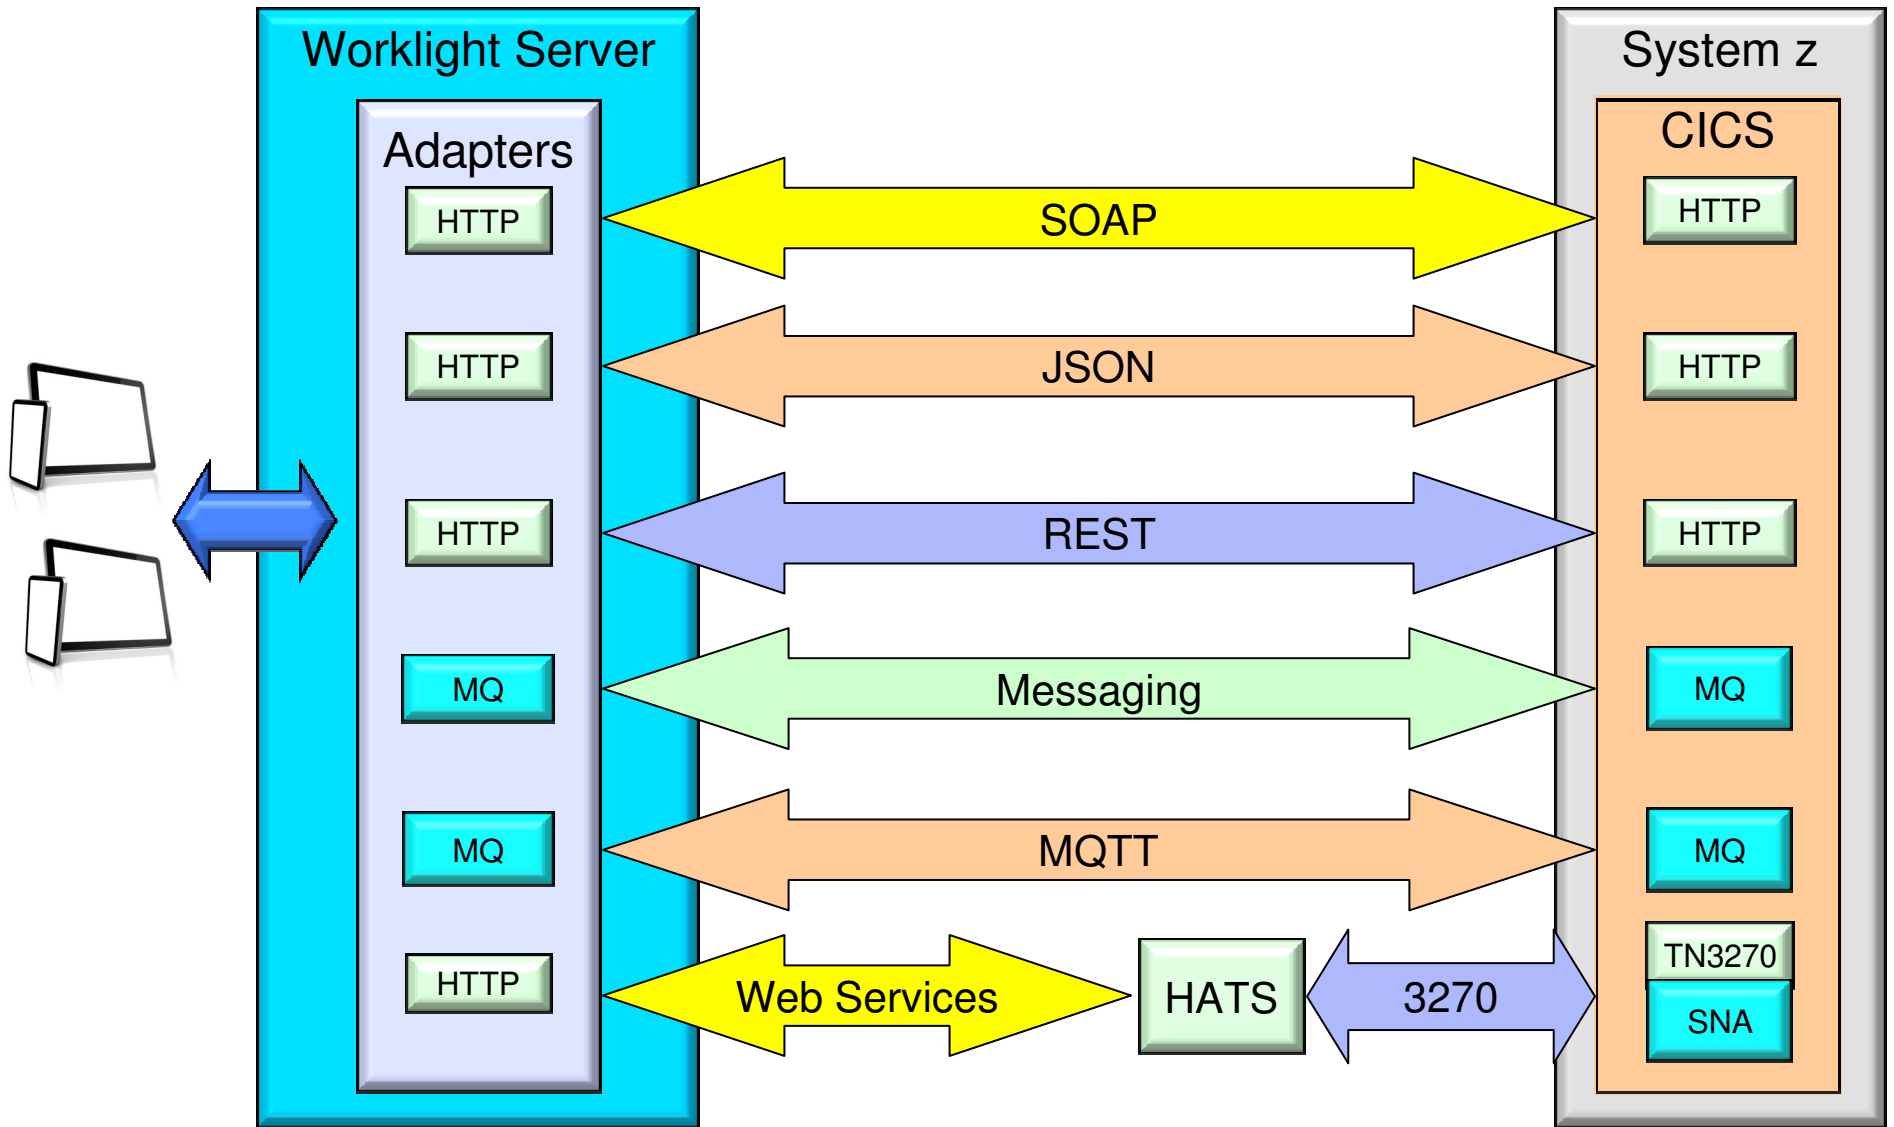 Worklight Server
System z
Adapters
CICS
HTTP
SOAP
HTTP
HTTP
JSON
HTTP
HTTP
REST
HTTP
MQ
Messaging
MQ
MQ
MQTT
MQ
HTTP
Web Services
HATS
3270
TN3270
SNA